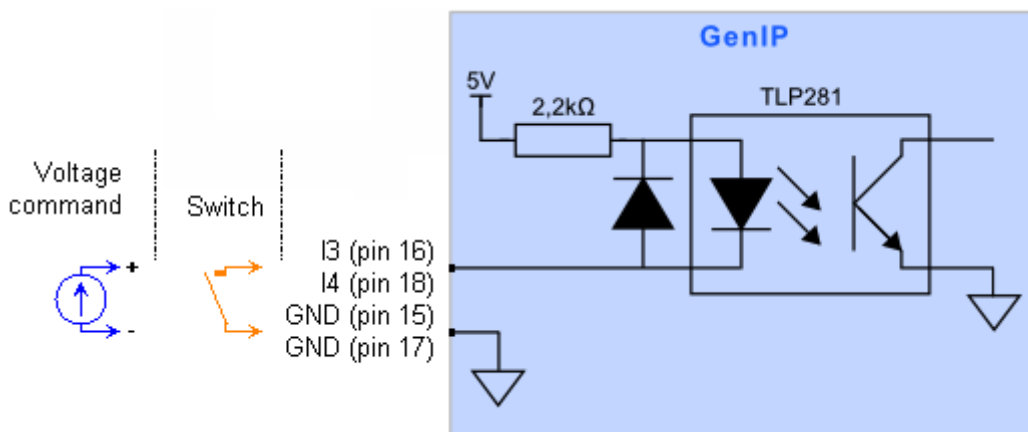 GenIP
5V
2,2kΩ
TLP281
Voltage
command
Switch
+
-
I3 (pin 16)
I4 (pin 18)
GND (pin 15)
GND (pin 17)